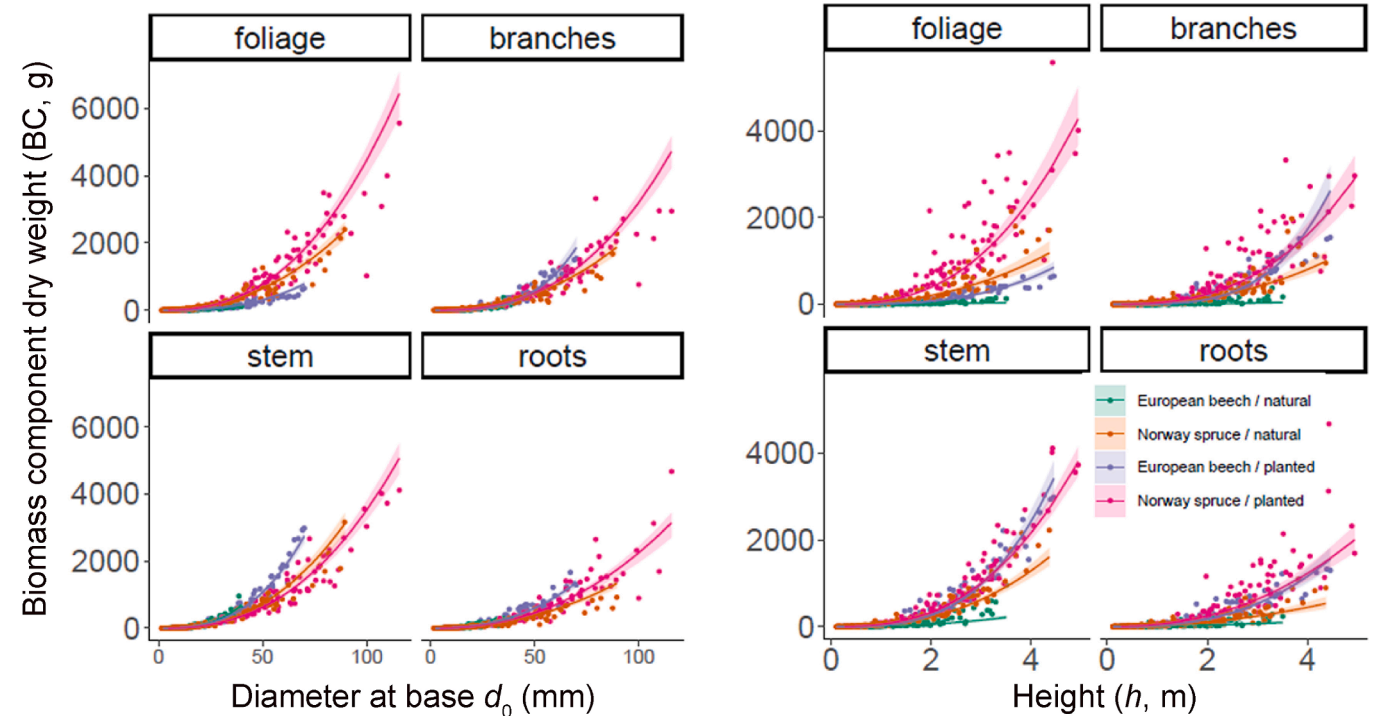 foliage branches
foliage branches
Biomass component dry weight (BC, g)
6000
4000
2000
0
4000
2000
0
stem roots
stem roots
6000
4000
2000
0
4000
2000
0
European beech / natural
Norway spruce / natural
European beech / planted
Norway spruce / planted
0 50 100 0 50 100
0 2 4 0 2 4
Diameter at base d0 (mm)
Height (h, m)